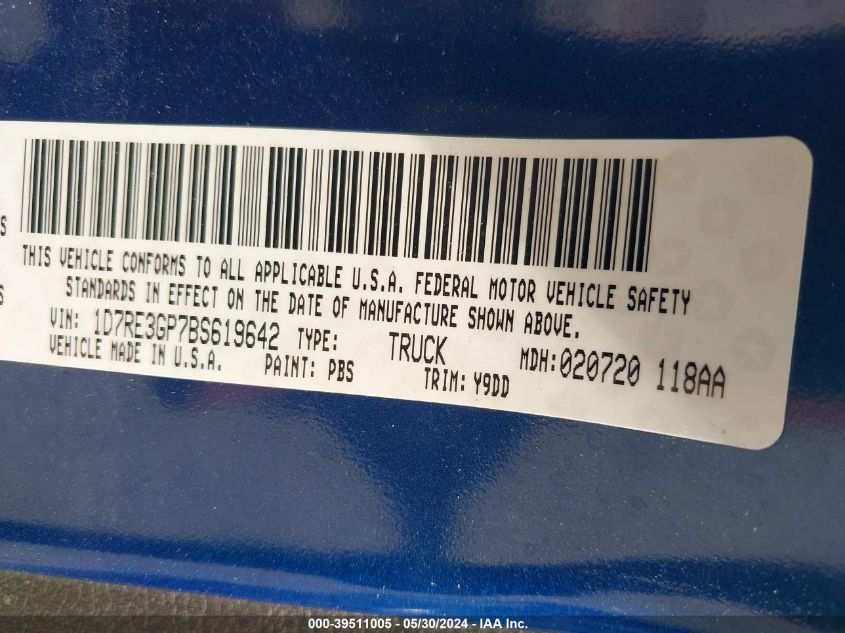 S
THIS VEHICLE CONFORMS TO ALL APPLICABLE U.S.A. FEDERAL MOTOR VEHICLE SAFETY
S
STANDARDS IN EFFECT ON THE DATE OF MANUFACTURE SHOWN ABOVE.
VIN: 1D7RE3GP7BS619642 TYPE: TRUCK MDH:020720 118AA
VEHICLE MADE IN U.S.A. PAINT: PBS TRIM: Y9DD
000-39511005 - 05/30/2024 - IAA Inc.